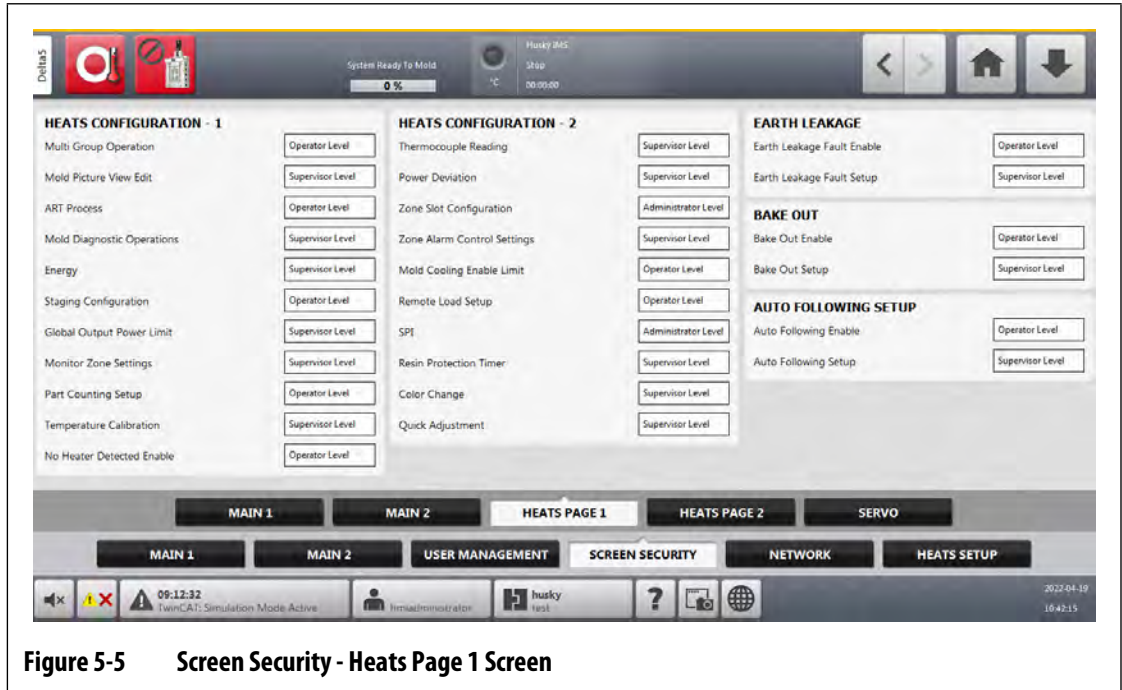 Delta5
System Ready To Mold
0 %
°C
Husky IMS
Stop
00:00:00
HEATS CONFIGURATION - 1
Multi Group Operation Operator Level
Mold Picture View Edit Supervisor Level
ART Process Operator Level
Mold Diagnostic Operations Supervisor Level
Energy Supervisor Level
Staging Configuration Operator Level
Global Output Power Limit Supervisor Level
Monitor Zone Settings Supervisor Level
Part Counting Setup Operator Level
Temperature Calibration Supervisor Level
No Heater Detected Enable Operator Level
HEATS CONFIGURATION - 2
Thermocouple Reading Supervisor Level
Power Deviation Supervisor Level
Zone Slot Configuration Administrator Level
Zone Alarm Control Settings Supervisor Level
Mold Cooling Enable Limit Operator Level
Remote Load Setup Operator Level
SPI Administrator Level
Resin Protection Timer Supervisor Level
Color Change Supervisor Level
Quick Adjustment Supervisor Level
EARTH LEAKAGE
Earth Leakage Fault Enable Operator Level
Earth Leakage Fault Setup Supervisor Level
BAKE OUT
Bake Out Enable Operator Level
Bake Out Setup Supervisor Level
AUTO FOLLOWING SETUP
Auto Following Enable Operator Level
Auto Following Setup Supervisor Level
MAIN 1 MAIN 2 HEATS PAGE 1 HEATS PAGE 2 SERVO
MAIN 1 MAIN 2 USER MANAGEMENT SCREEN SECURITY NETWORK HEATS SETUP
09:12:32
TwinCAT: Simulation Mode Active
hmiadministrator
husky
test
?
2022-04-19
10:42:15
Figure 5-5 Screen Security - Heats Page 1 Screen